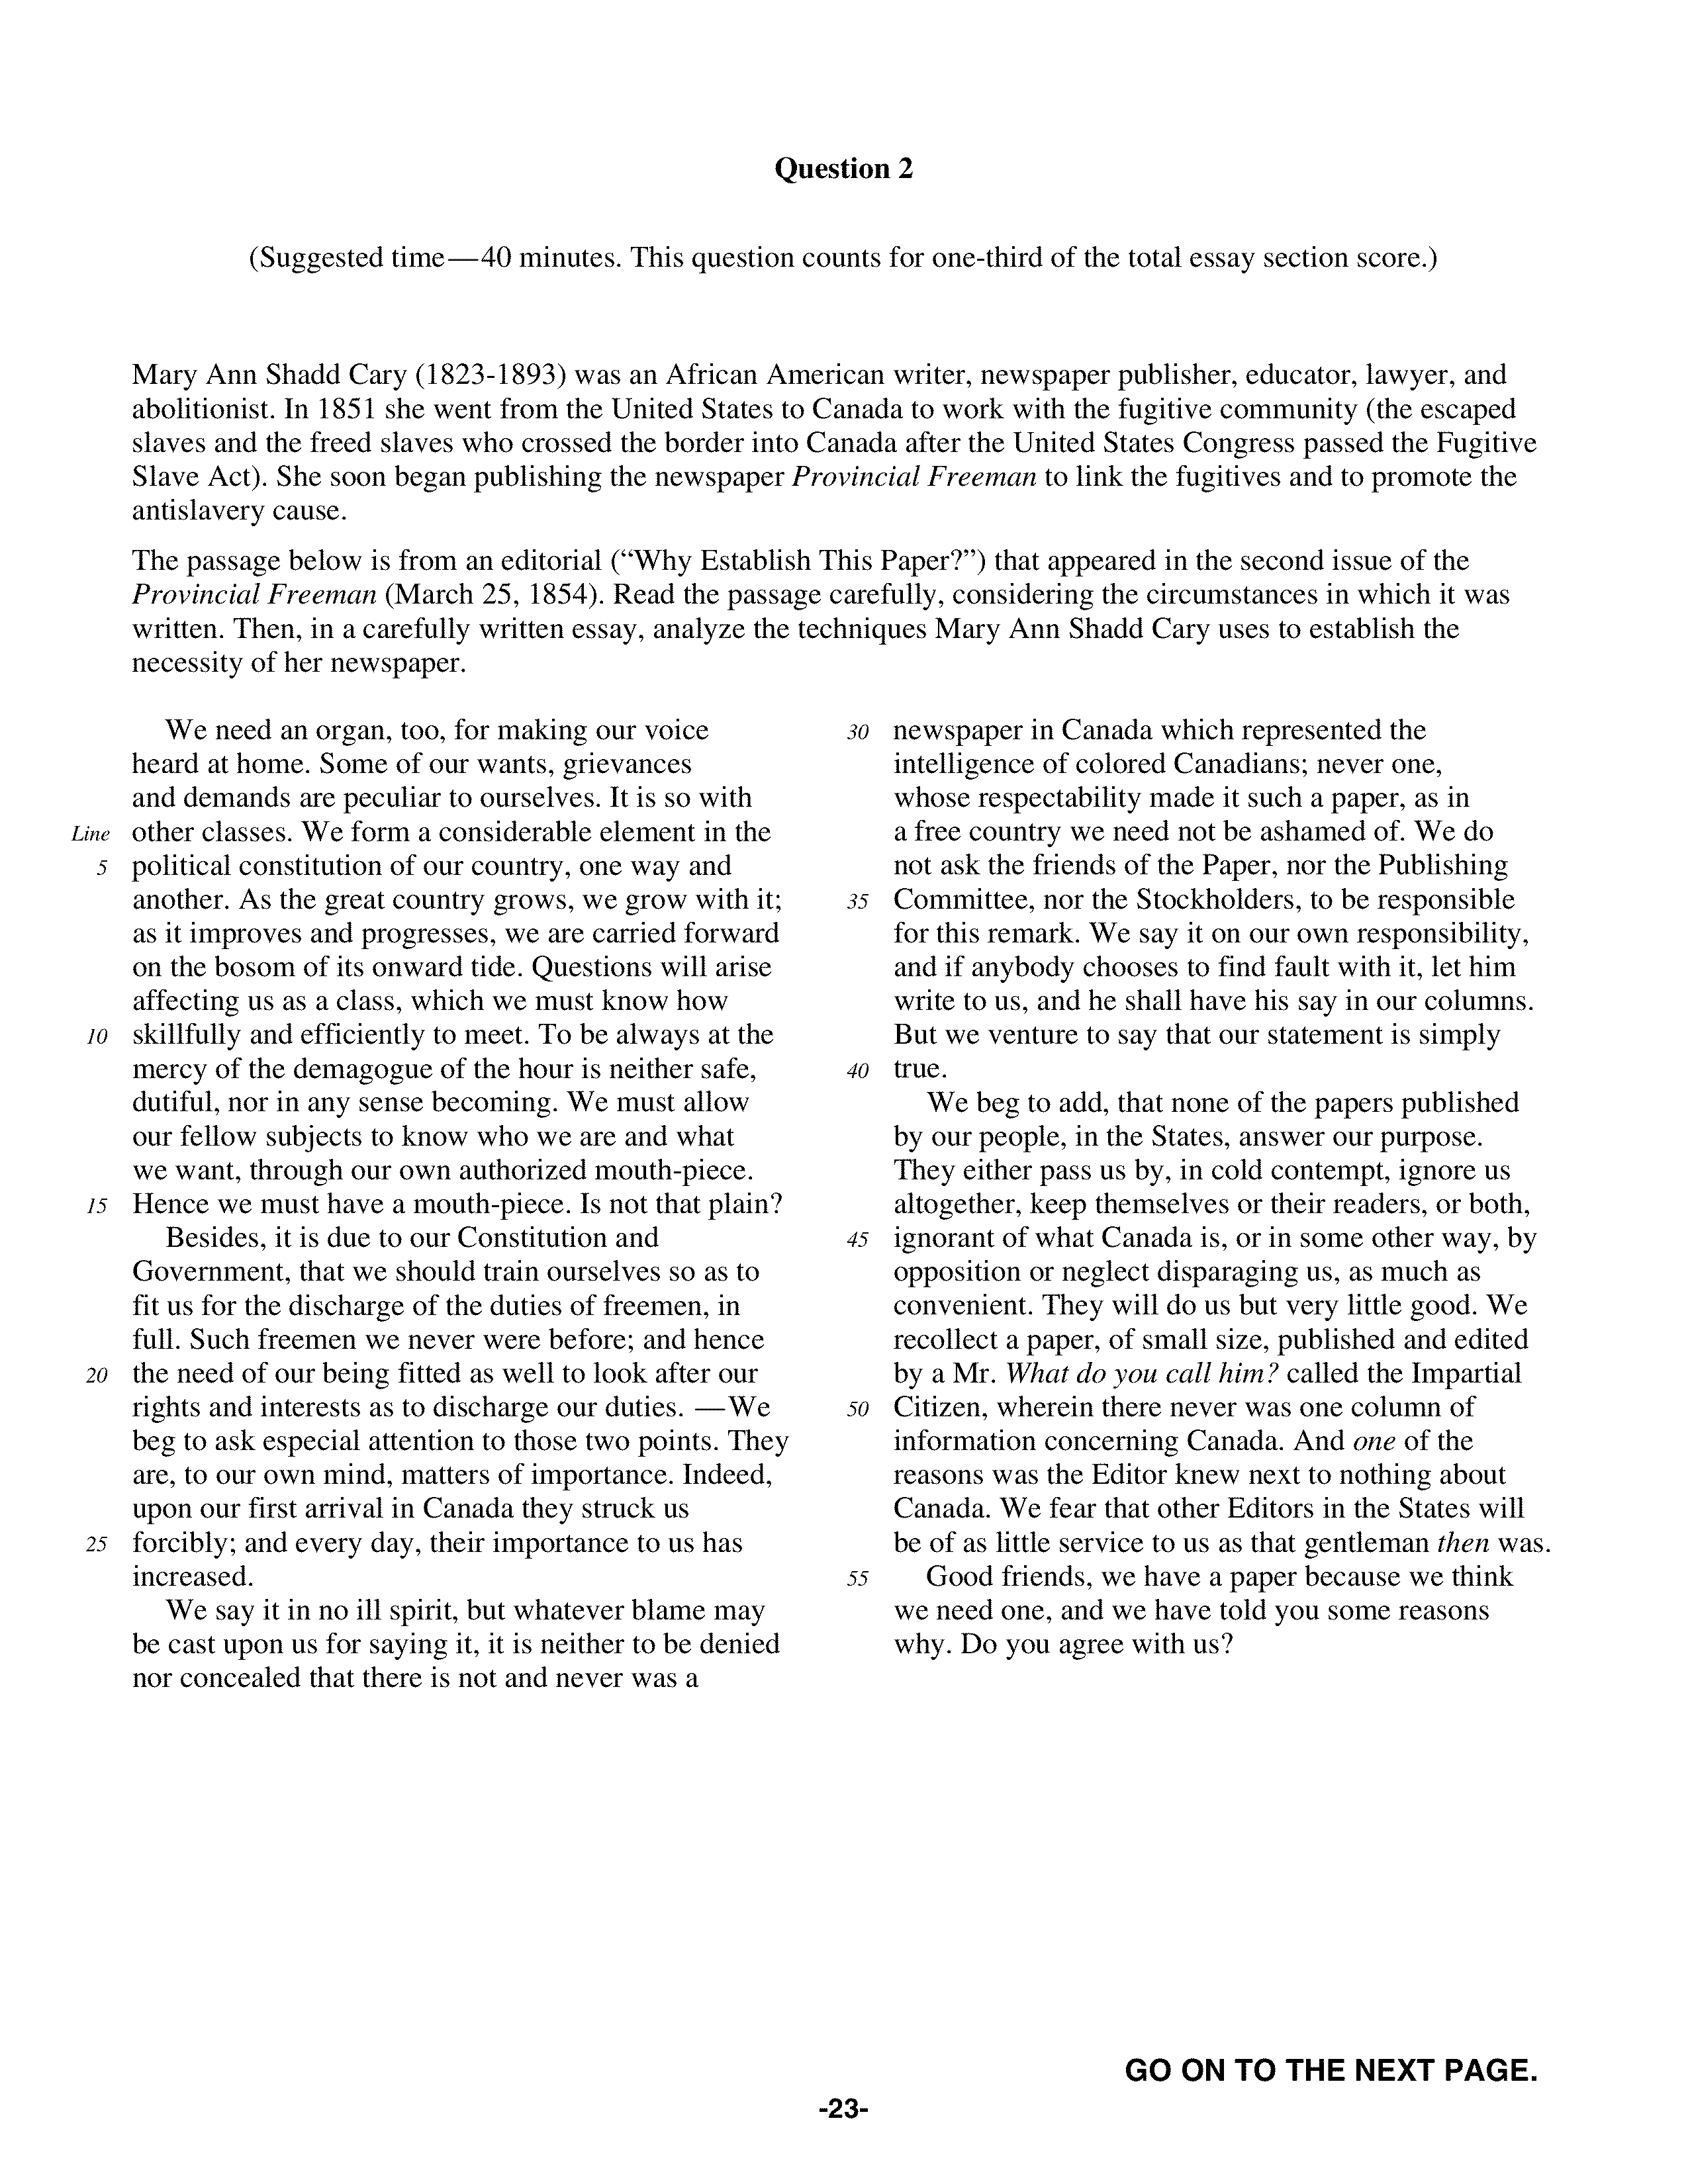 Question 2
(Suggested time—40 minutes. This question counts for one-third of the total essay section score.)
Mary Ann Shadd Cary (1823-1893) was an African American writer, newspaper publisher, educator, lawyer, and
abolitionist. In 1851 she went from the United States to Canada to work with the fugitive community (the escaped
slaves and the freed slaves who crossed the border into Canada after the United States Congress passed the Fugitive
Slave Act). She soon began publishing the newspaper Provincial Freeman to link the fugitives and to promote the
antislavery cause.
The passage below is from an editorial (“Why Establish This Paper?”) that appeared in the second issue of the
Provincial Freeman (March 25, 1854). Read the passage carefully, considering the circumstances in which it was
written. Then, in a carefully written essay, analyze the techniques Mary Ann Shadd Cary uses to establish the
necessity of her newspaper.
We need an organ, too, for making our voice
heard at home. Some of our wants, grievances
and demands are peculiar to ourselves. It is so with
Line other classes. We form a considerable element in the
5 political constitution of our country, one way and
another. As the great country grows, we grow with it;
as it improves and progresses, we are carried forward
on the bosom of its onward tide. Questions will arise
affecting us as a class, which we must know how
10 skillfully and efficiently to meet. To be always at the
mercy of the demagogue of the hour is neither safe,
dutiful, nor in any sense becoming. We must allow
our fellow subjects to know who we are and what
we want, through our own authorized mouth-piece.
15 Hence we must have a mouth-piece. Is not that plain?
Besides, it is due to our Constitution and
Government, that we should train ourselves so as to
fit us for the discharge of the duties of freemen, in
full. Such freemen we never were before; and hence
20 the need of our being fitted as well to look after our
rights and interests as to discharge our duties. —We
beg to ask especial attention to those two points. They
are, to our own mind, matters of importance. Indeed,
upon our first arrival in Canada they struck us
25 forcibly; and every day, their importance to us has
increased.
We say it in no ill spirit, but whatever blame may
be cast upon us for saying it, it is neither to be denied
nor concealed that there is not and never was a
30 newspaper in Canada which represented the
intelligence of colored Canadians; never one,
whose respectability made it such a paper, as in
a free country we need not be ashamed of. We do
not ask the friends of the Paper, nor the Publishing
35 Committee, nor the Stockholders, to be responsible
for this remark. We say it on our own responsibility,
and if anybody chooses to find fault with it, let him
write to us, and he shall have his say in our columns.
But we venture to say that our statement is simply
40 true.
We beg to add, that none of the papers published
by our people, in the States, answer our purpose.
They either pass us by, in cold contempt, ignore us
altogether, keep themselves or their readers, or both,
45 ignorant of what Canada is, or in some other way, by
opposition or neglect disparaging us, as much as
convenient. They will do us but very little good. We
recollect a paper, of small size, published and edited
by a Mr. What do you call him? called the Impartial
50 Citizen, wherein there never was one column of
information concerning Canada. And one of the
reasons was the Editor knew next to nothing about
Canada. We fear that other Editors in the States will
be of as little service to us as that gentleman then was.
55 Good friends, we have a paper because we think
we need one, and we have told you some reasons
why. Do you agree with us?
GO ON TO THE NEXT PAGE.
-23-